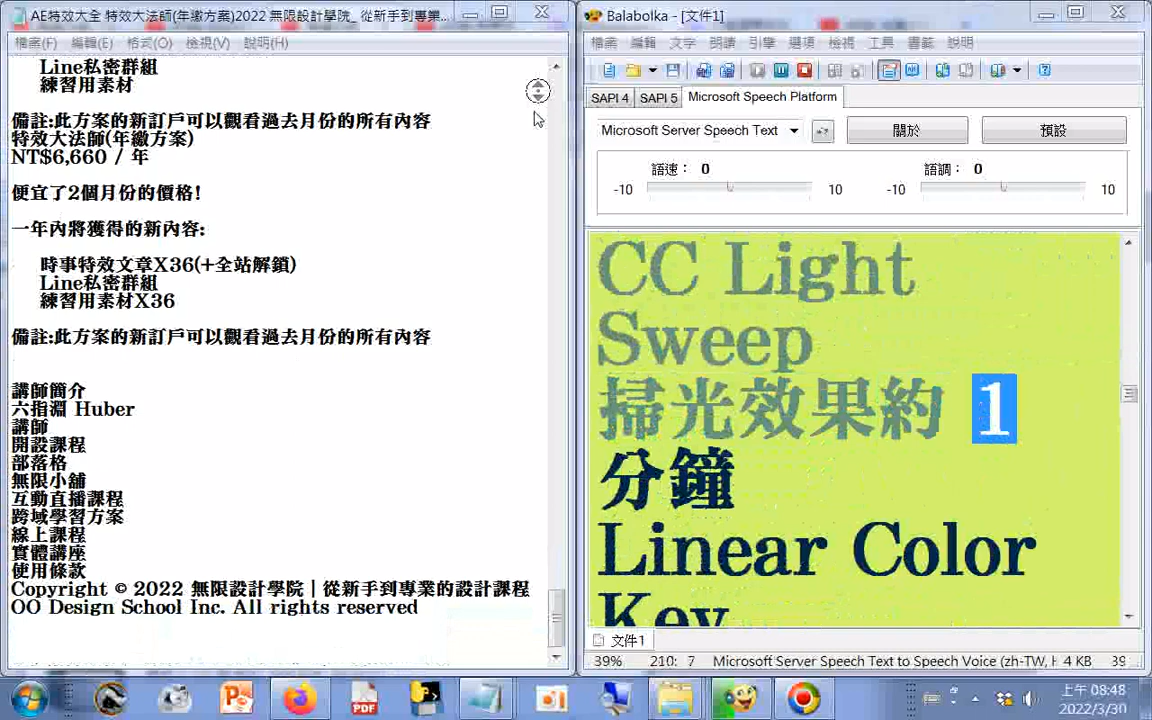 AE特效大全 特效大法師(年繳方案)2022 無限設計學院_ 從新手到專業...
檔案(F) 編輯(E) 格式(O) 檢視(V) 說明(H)
Line私密群組
練習用素材
備註:此方案的新訂戶可以觀看過去月份的所有內容
特效大法師(年繳方案)
NT$6,660 / 年
便宜了2個月份的價格!
一年內將獲得的新內容:
時事特效文章X36(+全站解鎖)
Line私密群組
練習用素材X36
備註:此方案的新訂戶可以觀看過去月份的所有內容
講師簡介
六指淵 Huber
講師
開設課程
部落格
無限小舖
互動直播課程
跨域學習方案
線上課程
實體講座
使用條款
Copyright © 2022 無限設計學院 | 從新手到專業的設計課程
OO Design School Inc. All rights reserved
Balabolka - [文件1]
檔案 編輯 文字 朗讀 引擎 選項 檢視 工具 書籤 說明
SAPI 4 SAPI 5 Microsoft Speech Platform
Microsoft Server Speech Text 關於 預設
語速: 0 語調: 0
-10 10 -10 10
CC Light
Sweep
掃光效果約 1
分鐘
Linear Color
Key
文件1
39% 210: 7 Microsoft Server Speech Text to Speech Voice (zh-TW, H 4 KB 39
上午 08:48
2022/3/30